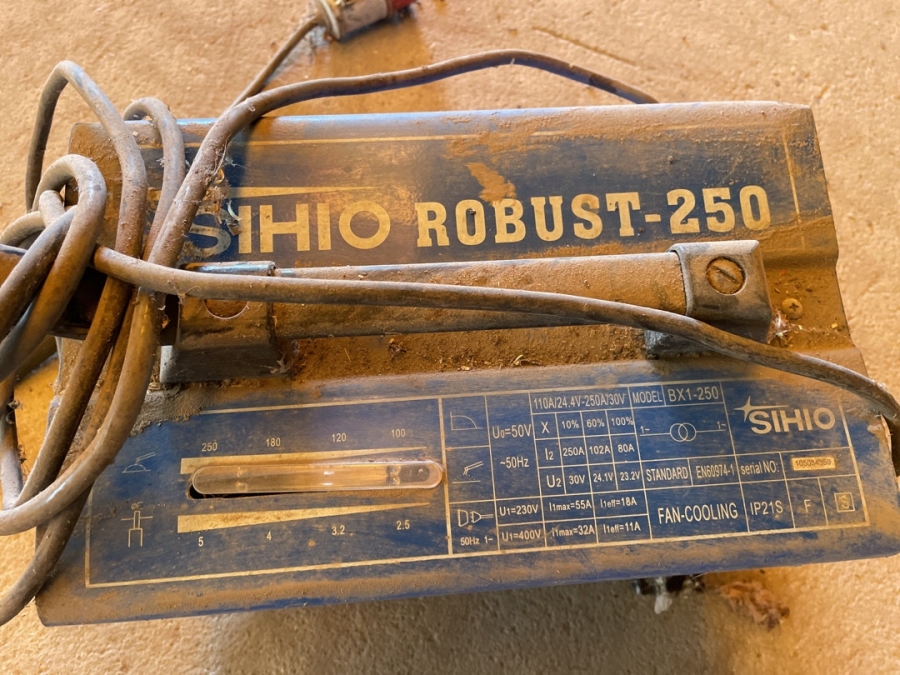 SIHIO ROBUST-250
250 180 120 100
5 4 3.2 2.5
110A/24.4V-250A/30V
U0=50V X 10% 60% 100%
~50Hz I2 250A 102A 80A
U2 30V 24.1V 23.2V
U1=230V I1max=55A I1eff=18A
50Hz 1~ U1=400V I1max=32A I1eff=11A
MODEL BX1-250
1~ 1~
SIHIO
STANDARD EN60974-1 serial NO:
FAN-COOLING IP21S F S